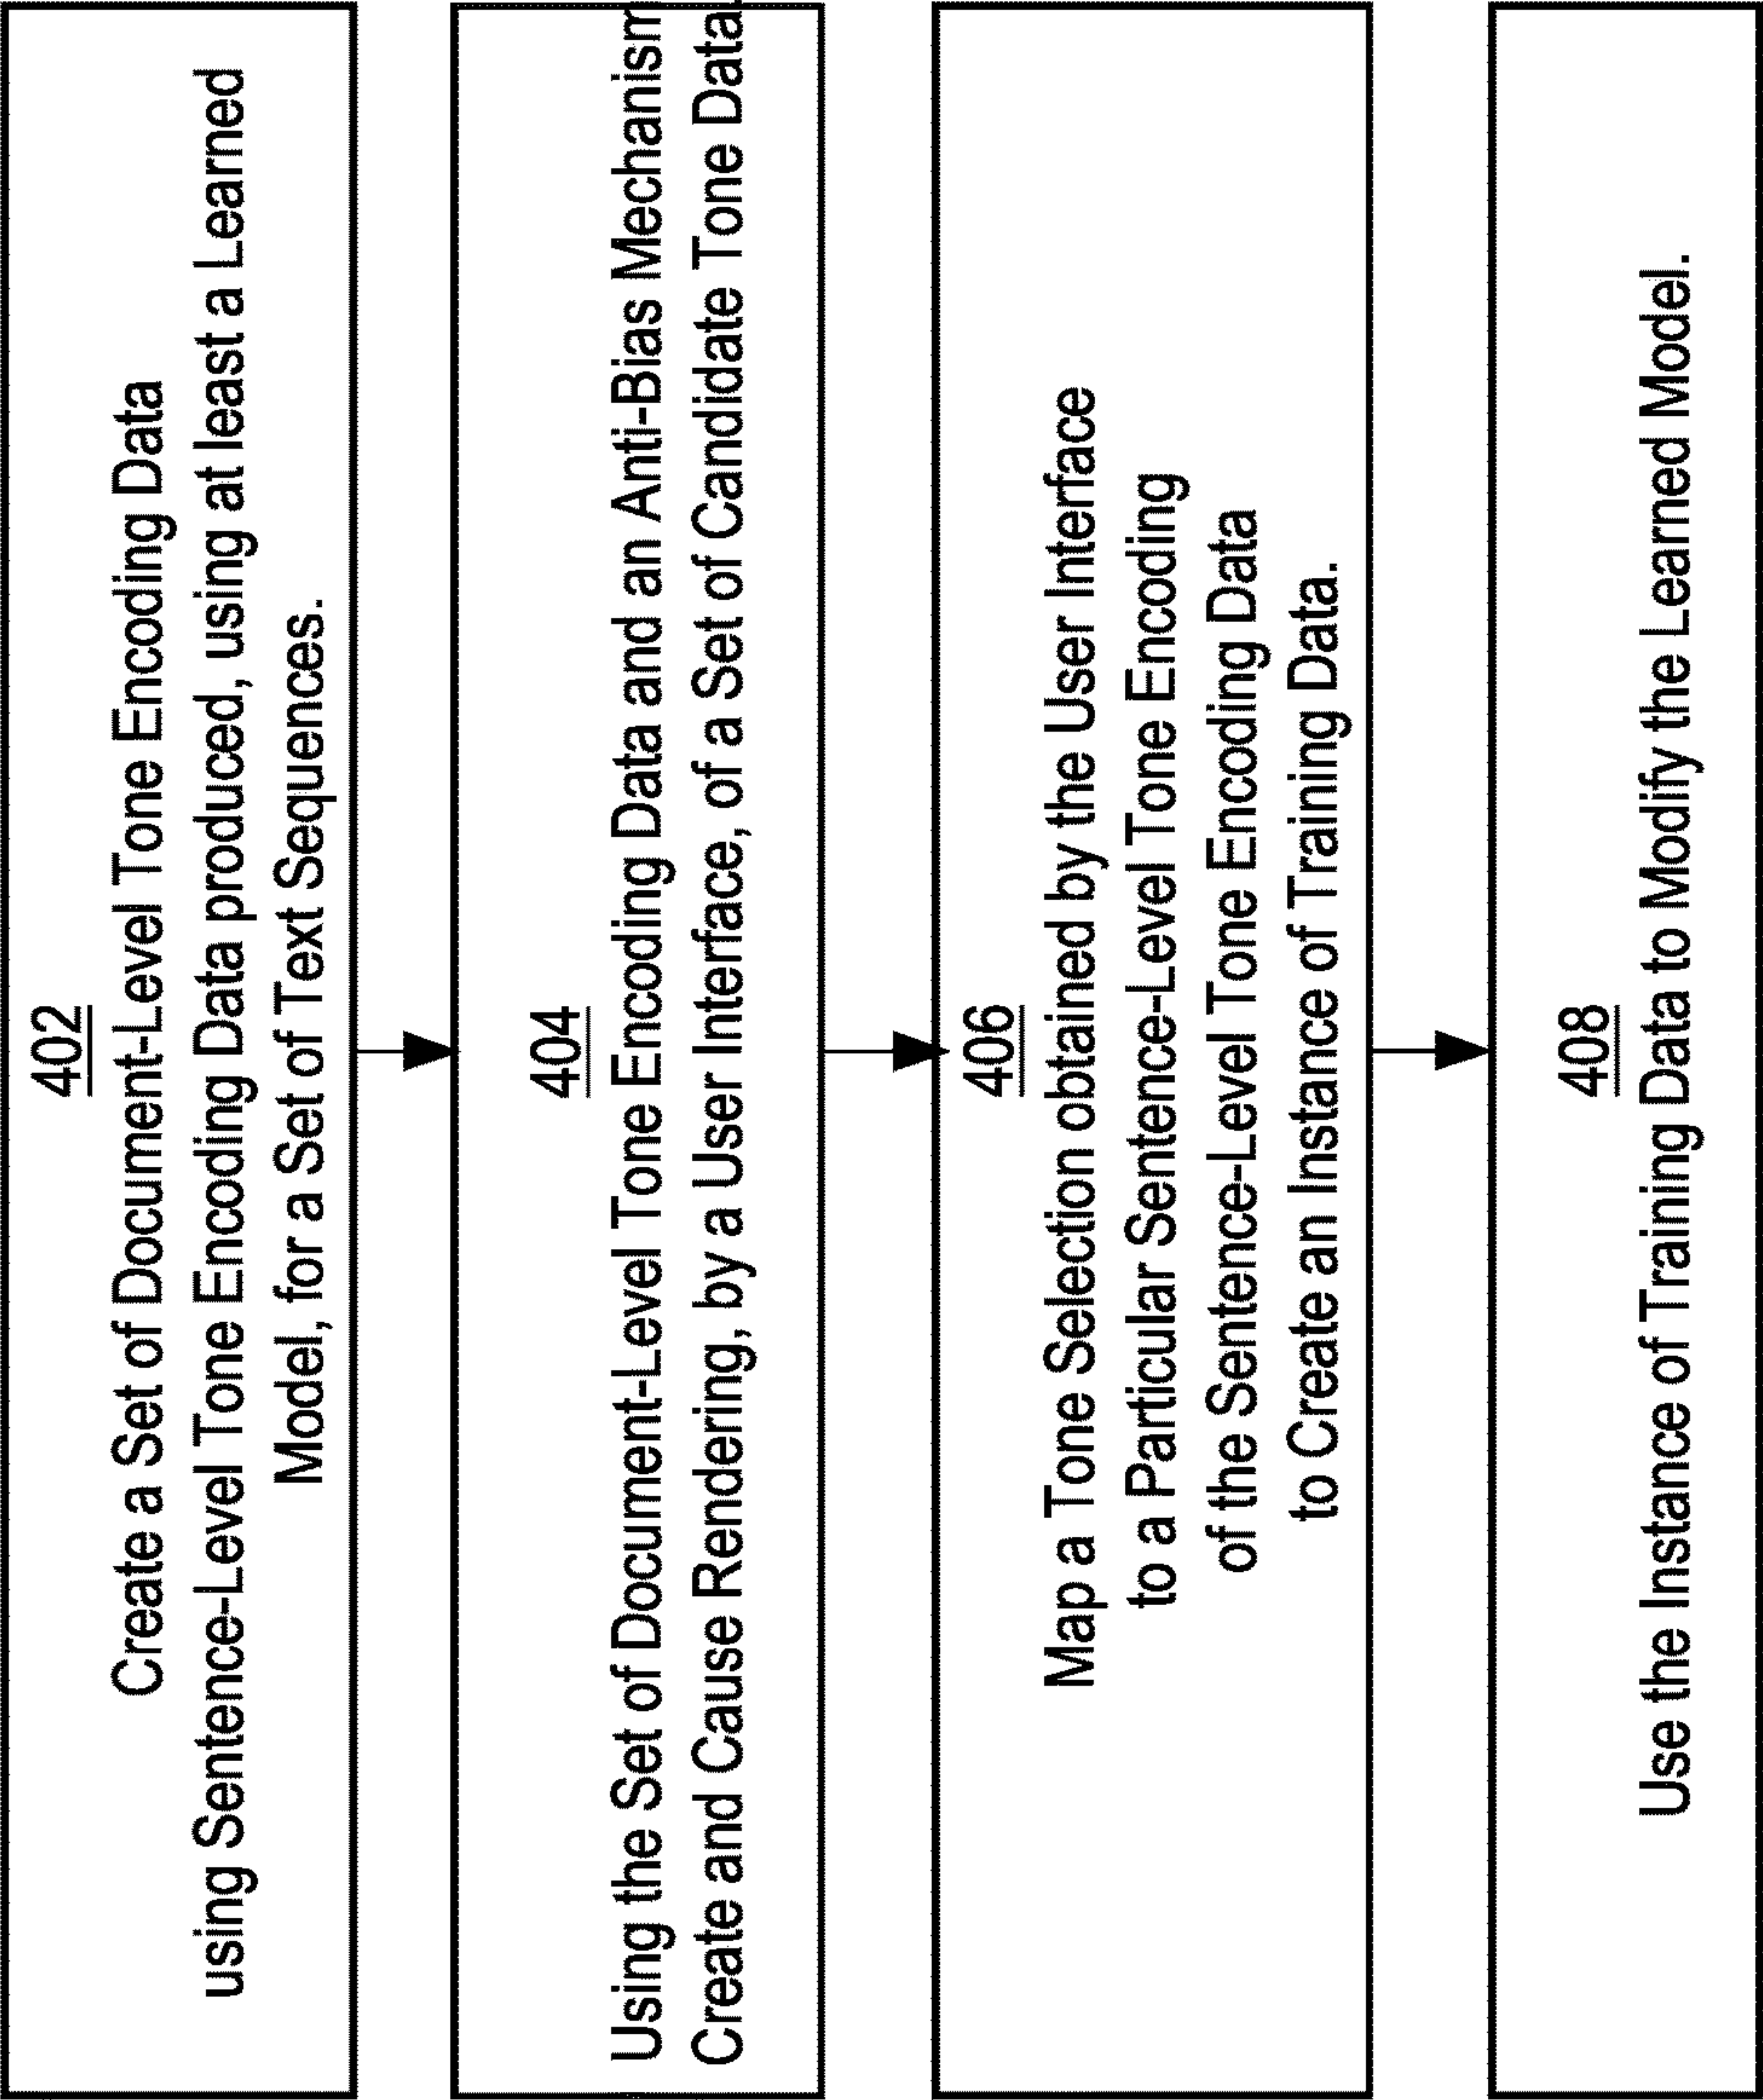 402
Create a Set of Document-Level Tone Encoding Data
using Sentence-Level Tone Encoding Data produced, using at least a Learned
Model, for a Set of Text Sequences.
404
Using the Set of Document-Level Tone Encoding Data and an Anti-Bias Mechanism
Create and Cause Rendering, by a User Interface, of a Set of Candidate Tone Data.
406
Map a Tone Selection obtained by the User Interface
to a Particular Sentence-Level Tone Encoding
of the Sentence-Level Tone Encoding Data
to Create an Instance of Training Data.
408
Use the Instance of Training Data to Modify the Learned Model.